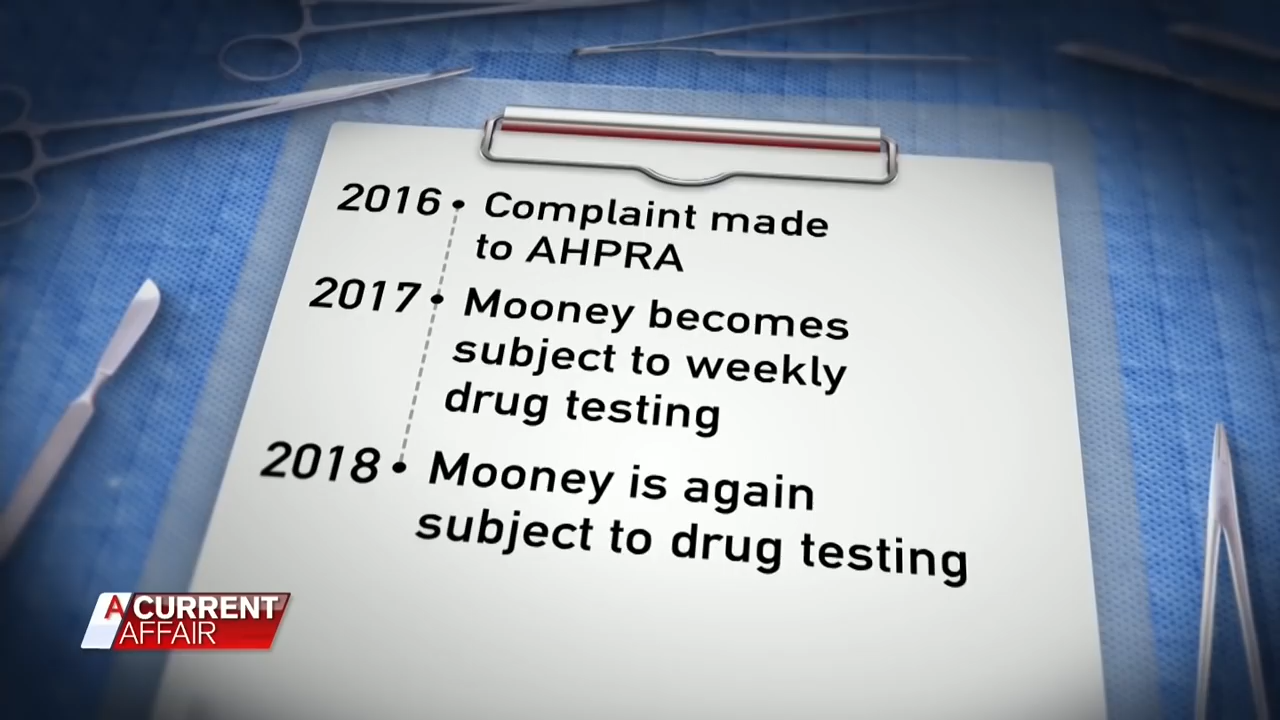 2016 • Complaint made
to AHPRA
2017 • Mooney becomes
subject to weekly
drug testing
2018 • Mooney is again
subject to drug testing
A CURRENT
AFFAIR